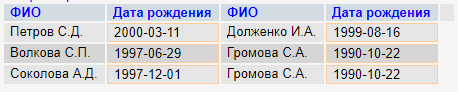 ФИО Дата рождения ФИО Дата рождения
Петров С.Д. 2000-03-11 Долженко И.А. 1999-08-16
Волкова С.П. 1997-06-29 Громова С.А. 1990-10-22
Соколова А.Д. 1997-12-01 Громова С.А. 1990-10-22